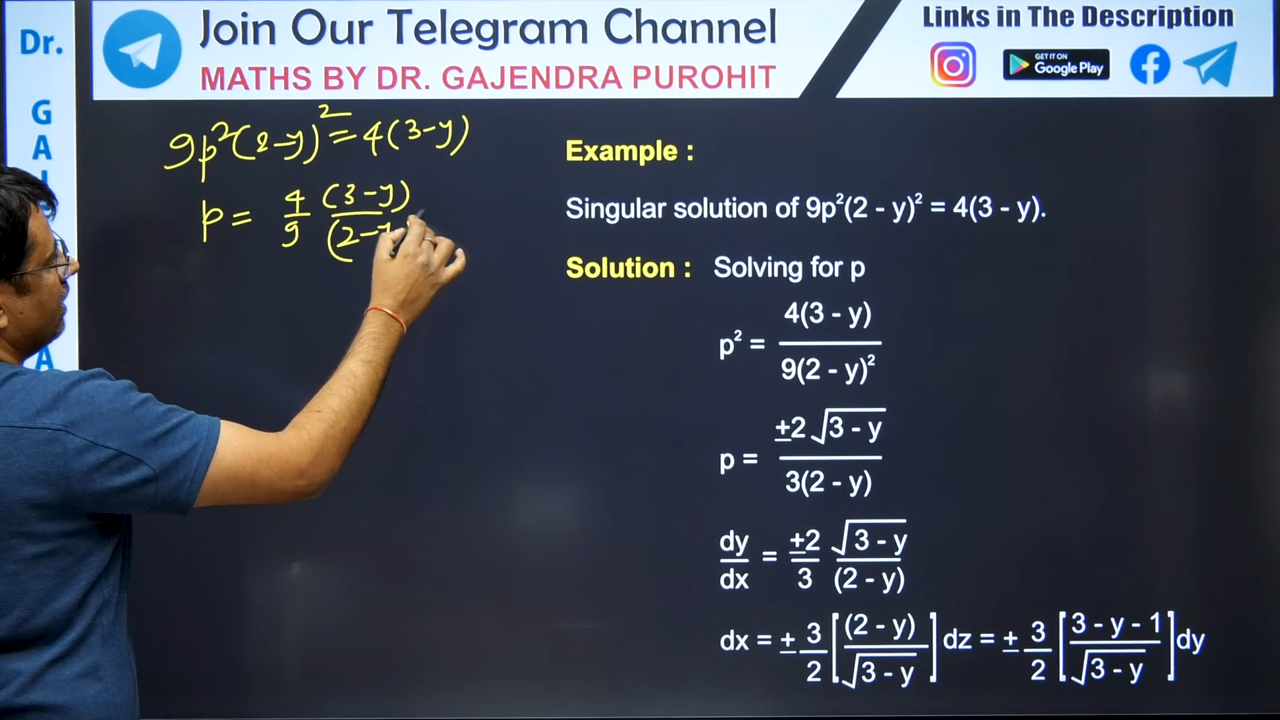 Dr.
G
A
A
Join Our Telegram Channel
MATHS BY DR. GAJENDRA PUROHIT
Links in The Description
GET IT ON
Google Play
9p²(2-y)² = 4(3-y)
p = 4/9 (3-y)/(2-y
Example :
Singular solution of 9p²(2 - y)² = 4(3 - y).
Solution : Solving for p
p² = 4(3 - y)/9(2 - y)²
p = ±2√(3 - y)/3(2 - y)
dy/dx = ±2/3 √(3 - y)/(2 - y)
dx = ± 3/2 [(2 - y)/√(3 - y)] dz = ± 3/2 [3 - y - 1/√(3 - y)] dy